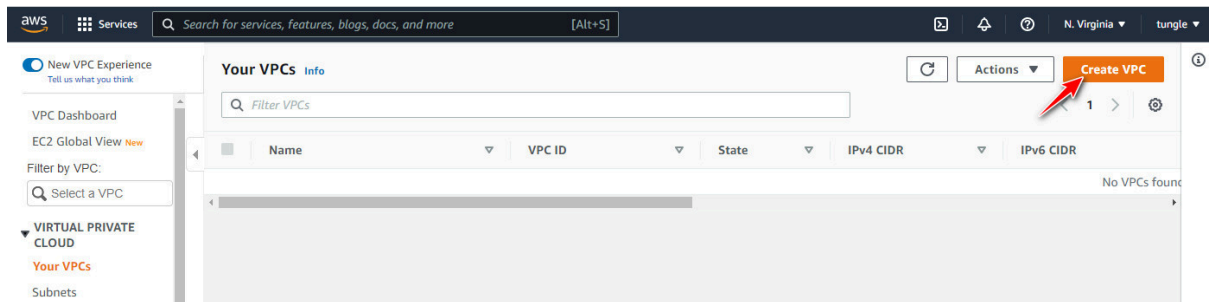 aws Services Search for services, features, blogs, docs, and more [Alt+S] N. Virginia ▼ tungle ▼
New VPC Experience
Tell us what you think
Your VPCs Info
Actions ▼ Create VPC
Filter VPCs
1
VPC Dashboard
EC2 Global View New
Filter by VPC:
Select a VPC
Name VPC ID State IPv4 CIDR IPv6 CIDR
No VPCs found
VIRTUAL PRIVATE
CLOUD
Your VPCs
Subnets